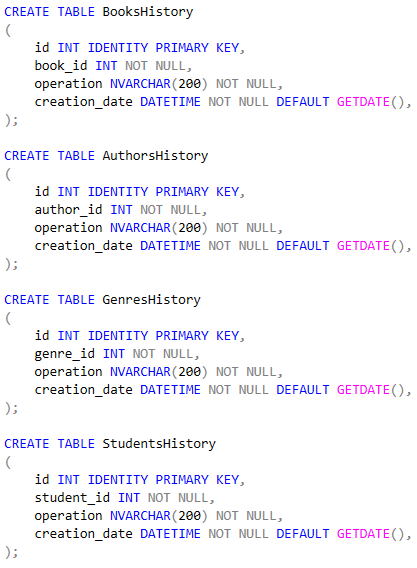 CREATE TABLE BooksHistory
(
    id INT IDENTITY PRIMARY KEY,
    book_id INT NOT NULL,
    operation NVARCHAR(200) NOT NULL,
    creation_date DATETIME NOT NULL DEFAULT GETDATE(),
);

CREATE TABLE AuthorsHistory
(
    id INT IDENTITY PRIMARY KEY,
    author_id INT NOT NULL,
    operation NVARCHAR(200) NOT NULL,
    creation_date DATETIME NOT NULL DEFAULT GETDATE(),
);

CREATE TABLE GenresHistory
(
    id INT IDENTITY PRIMARY KEY,
    genre_id INT NOT NULL,
    operation NVARCHAR(200) NOT NULL,
    creation_date DATETIME NOT NULL DEFAULT GETDATE(),
);

CREATE TABLE StudentsHistory
(
    id INT IDENTITY PRIMARY KEY,
    student_id INT NOT NULL,
    operation NVARCHAR(200) NOT NULL,
    creation_date DATETIME NOT NULL DEFAULT GETDATE(),
);